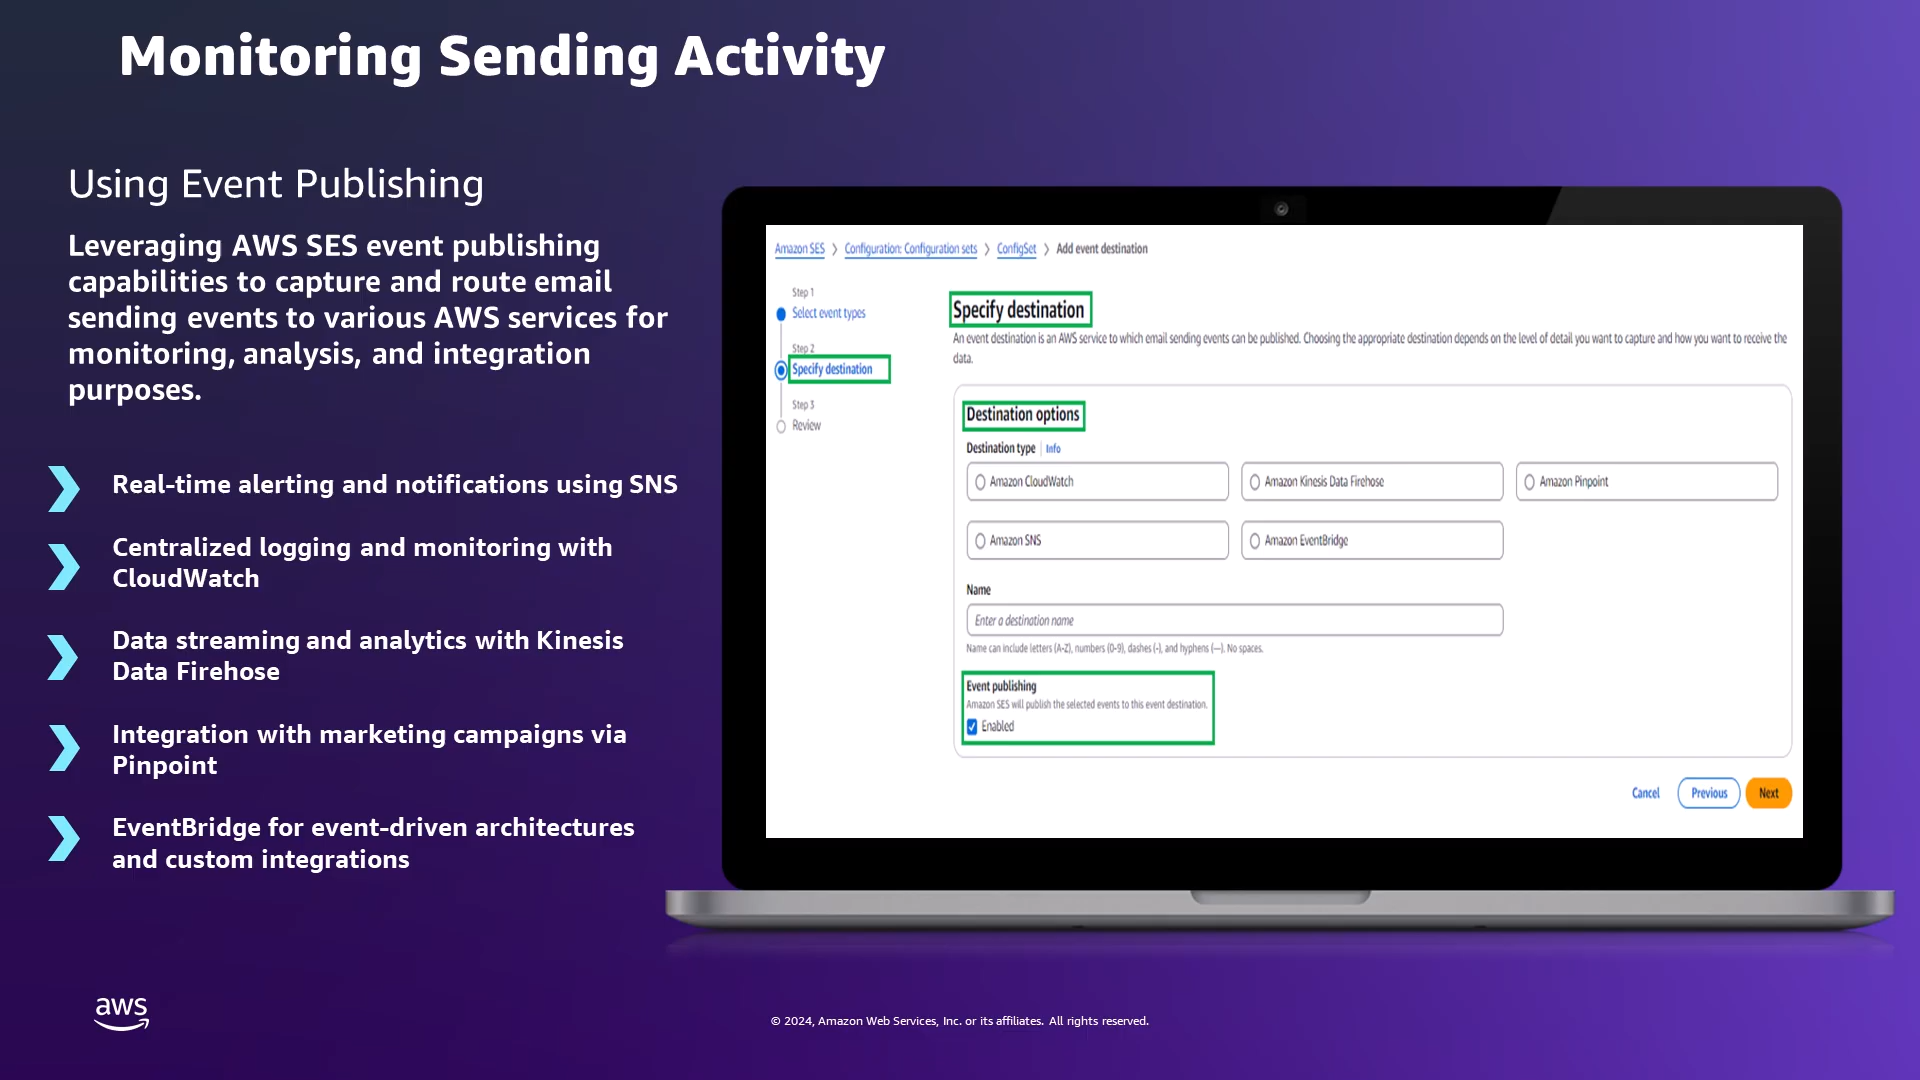 Monitoring Sending Activity
Using Event Publishing
Leveraging AWS SES event publishing
capabilities to capture and route email
sending events to various AWS services for
monitoring, analysis, and integration
purposes.
Real-time alerting and notifications using SNS
Centralized logging and monitoring with
CloudWatch
Data streaming and analytics with Kinesis
Data Firehose
Integration with marketing campaigns via
Pinpoint
EventBridge for event-driven architectures
and custom integrations
Amazon SES > Configuration: Configuration sets > ConfigSet > Add event destination
Step 1
Select event types
Step 2
Specify destination
Step 3
Review
Specify destination
An event destination is an AWS service to which email sending events can be published. Choosing the appropriate destination depends on the level of detail you want to capture and how you want to receive the
data.
Destination options
Destination type | Info
Amazon CloudWatch
Amazon Kinesis Data Firehose
Amazon Pinpoint
Amazon SNS
Amazon EventBridge
Name
Enter a destination name
Name can include letters (A-Z), numbers (0-9), dashes (-), and hyphens (—). No spaces.
Event publishing
Amazon SES will publish the selected events to this event destination.
Enabled
Cancel
Previous
Next
aws
© 2024, Amazon Web Services, Inc. or its affiliates. All rights reserved.